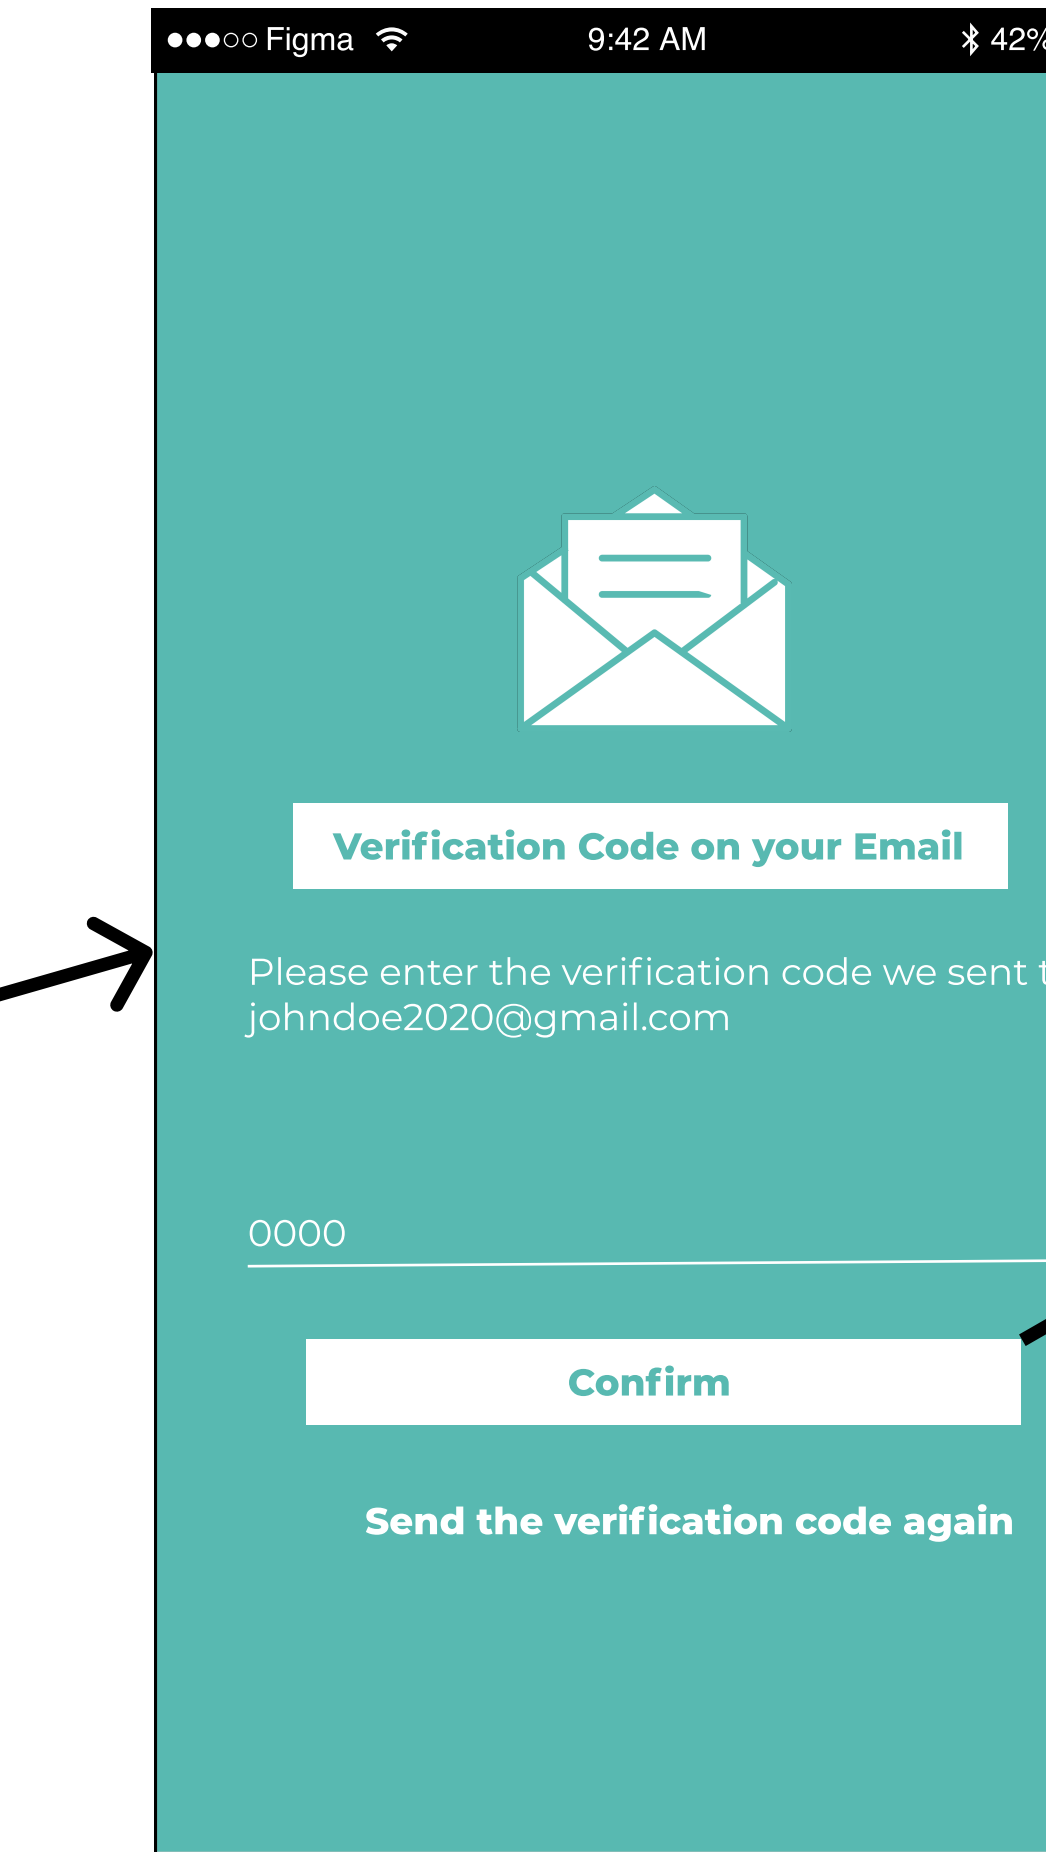 Figma 9:42 AM 42%
Verification Code on your Email
Please enter the verification code we sent t
johndoe2020@gmail.com
0000
Confirm
Send the verification code again